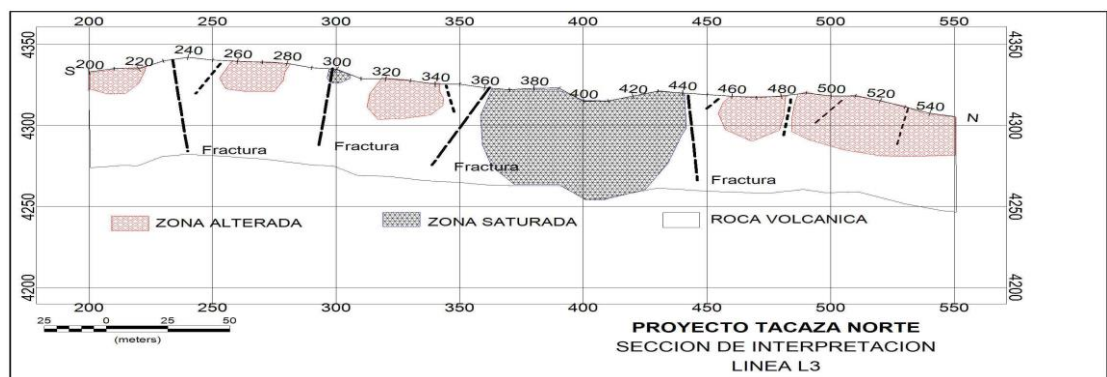 200 250 300 350 400 450 500 550
4350 4350
S 220 240 260 280 300 320 340 360 380 400 420 440 460 480 500 520 540 N
4300 4300
Fractura Fractura Fractura Fractura
4250 4250
ZONA ALTERADA ZONA SATURADA ROCA VOLCANICA
4200 4200
200 250 300 350 400 450 500 550
25 0 25 50
(meters)
PROYECTO TACAZA NORTE
SECCION DE INTERPRETACION
LINEA L3